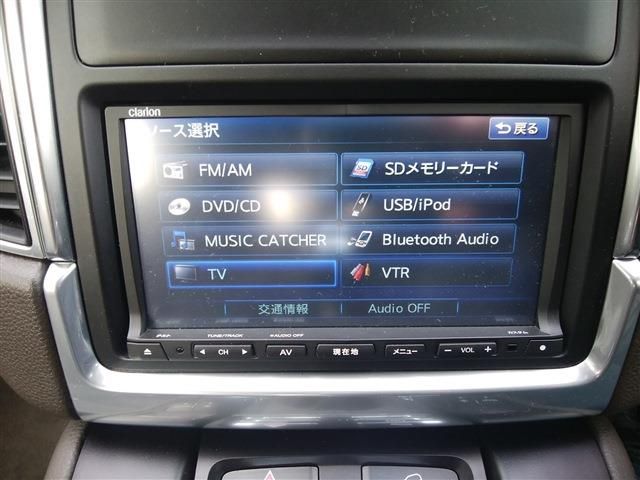 clarion
ソース選択
戻る
FM/AM
SD
SDメモリーカード
DVD/CD
USB/iPod
MUSIC CATCHER
Bluetooth Audio
TV
VTR
交通情報
Audio OFF
TUNE/TRACK
AUDIO OFF
CH
AV
現在地
メニュー
− VOL +